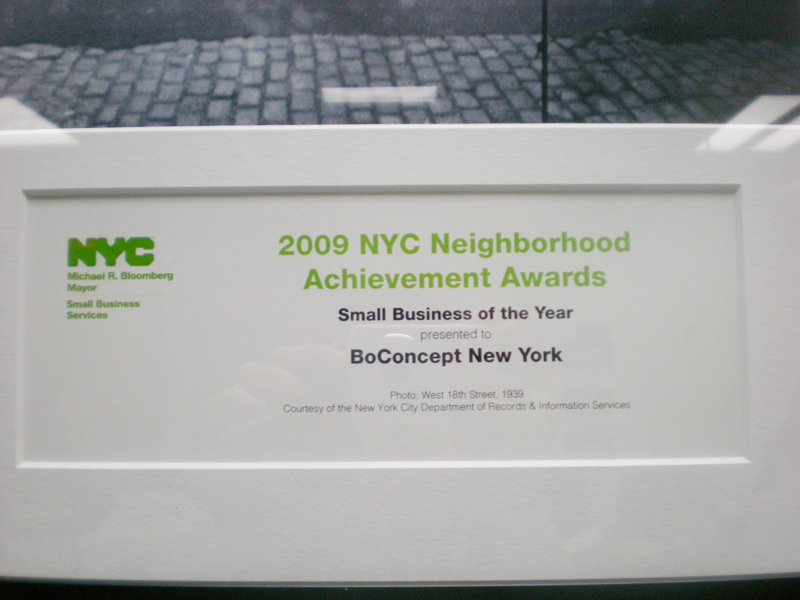 NYC
Michael R. Bloomberg
Mayor
Small Business
Services
2009 NYC Neighborhood
Achievement Awards
Small Business of the Year
presented to
BoConcept New York
Photo: West 18th Street, 1939
Courtesy of the New York City Department of Records & Information Services